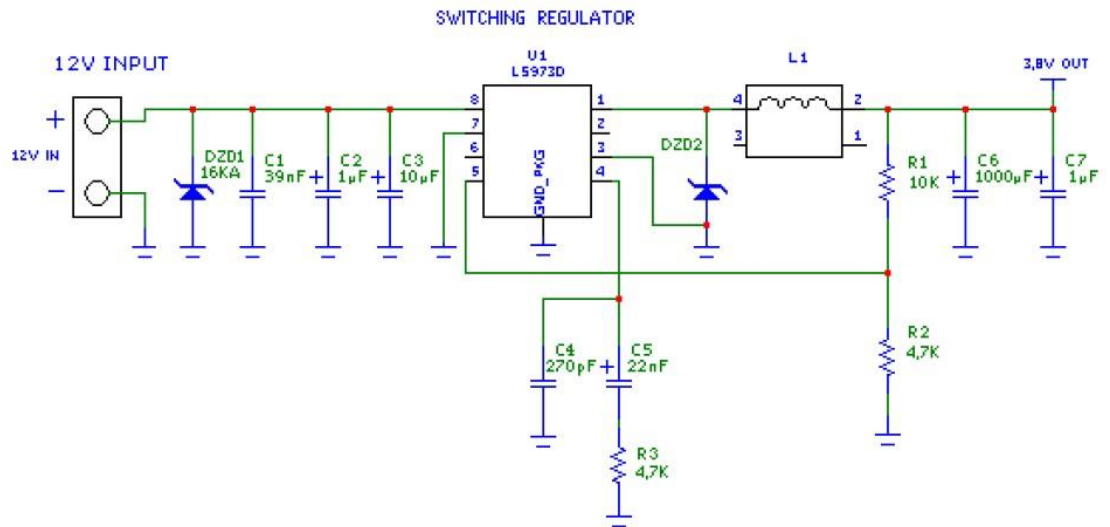 SWITCHING REGULATOR
12V INPUT
+
12V IN
-
DZD1
16KA
C1
39nF
+
C2
1µF
+
C3
10µF
U1
L5973D
8
7
6
5
1
2
3
4
GND_PKG
DZD2
L1
4
3
2
1
3,8V OUT
R1
10K
+
C6
1000µF
+
C7
1µF
C4
270pF
+
C5
22nF
R2
4,7K
R3
4,7K